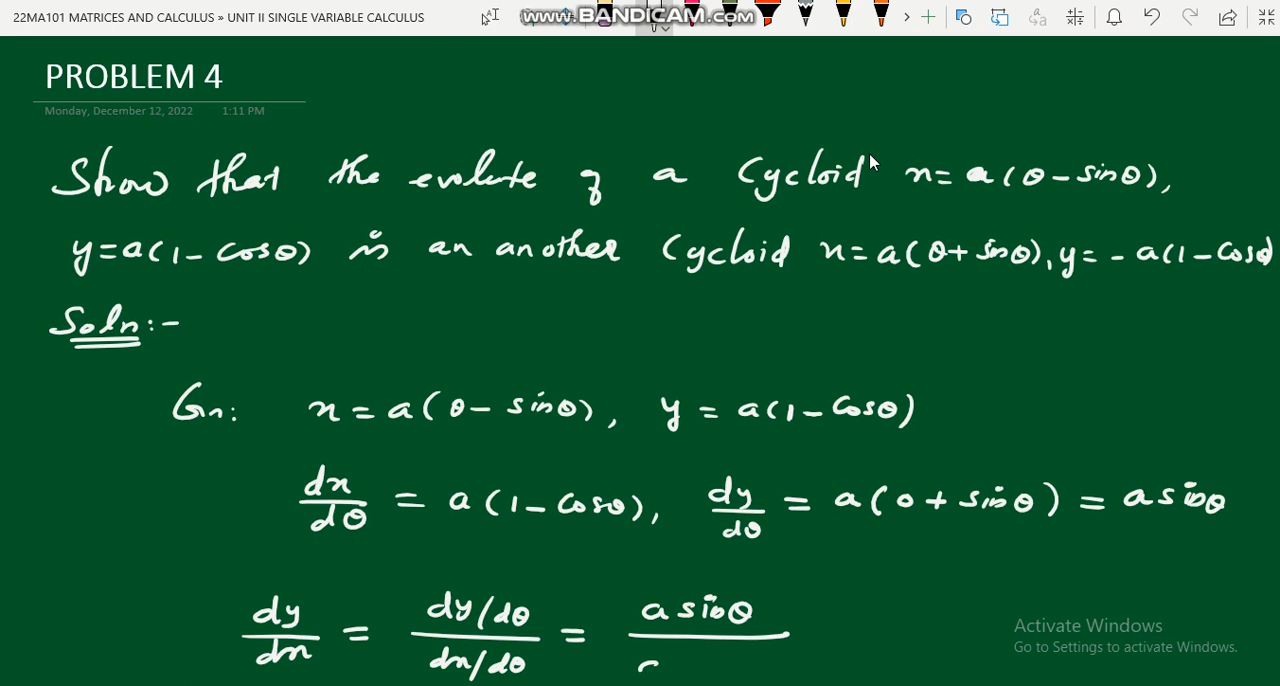 22MA101 MATRICES AND CALCULUS » UNIT II SINGLE VARIABLE CALCULUS
www.BANDICAM.com
PROBLEM 4
Monday, December 12, 2022 1:11 PM
Show that the evolute of a Cycloid x = a(θ - sinθ),
y = a(1 - cosθ) is an another Cycloid x = a(θ + sinθ), y = - a(1 - cosθ)
Soln:-
Gn: x = a(θ - sinθ), y = a(1 - cosθ)
dx/dθ = a(1 - cosθ), dy/dθ = a(0 + sinθ) = a sinθ
dy/dx = (dy/dθ)/(dx/dθ) = a sinθ
Activate Windows
Go to Settings to activate Windows.